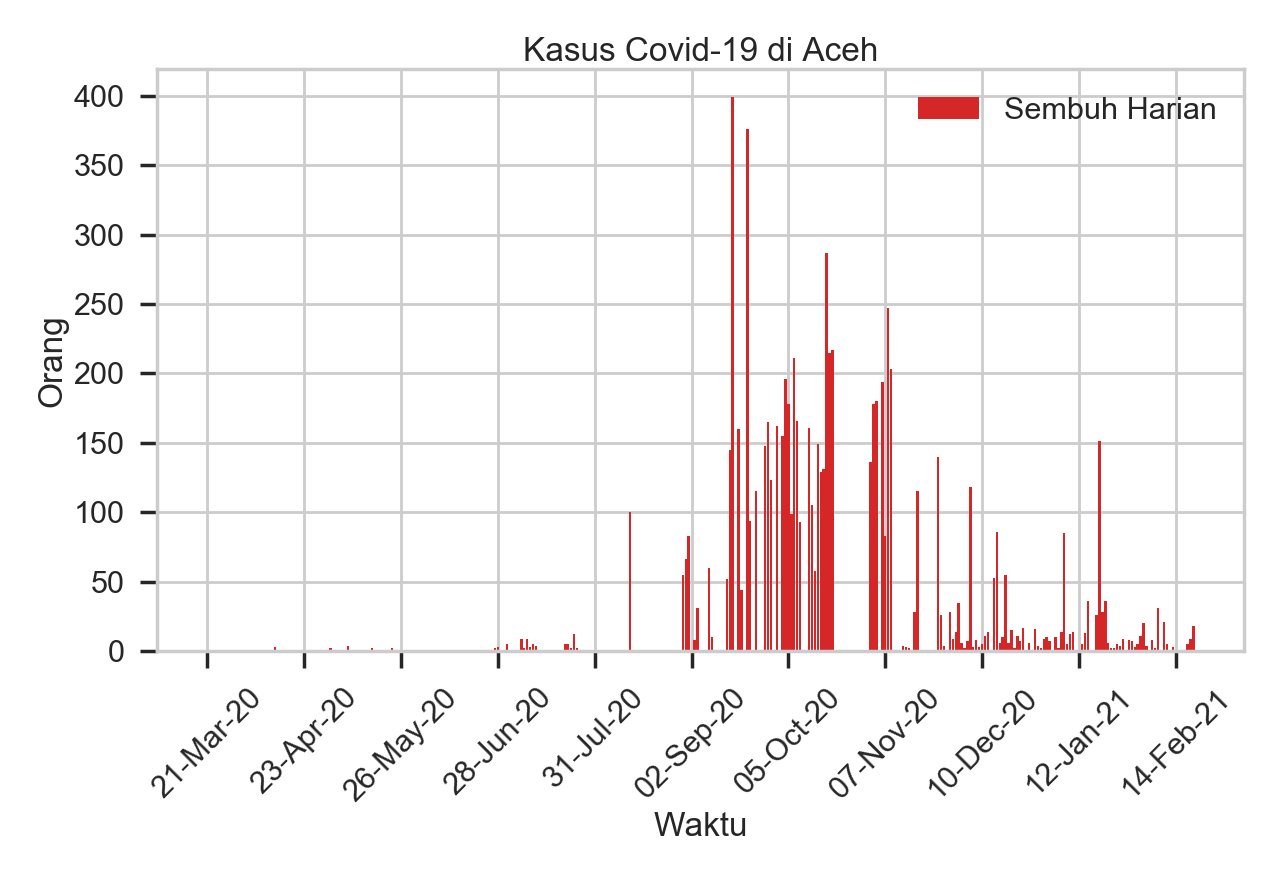 Kasus Covid-19 di Aceh
Sembuh Harian
Orang
400
350
300
250
200
150
100
50
0
21-Mar-20
23-Apr-20
26-May-20
28-Jun-20
31-Jul-20
02-Sep-20
05-Oct-20
07-Nov-20
10-Dec-20
12-Jan-21
14-Feb-21
Waktu